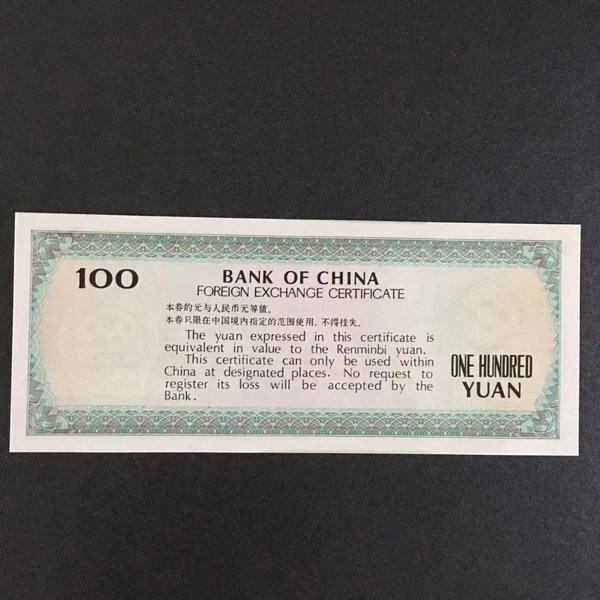 100
BANK OF CHINA
FOREIGN EXCHANGE CERTIFICATE
本券的元与人民币元等值。
本券只限在中国境内指定的范围使用，不得挂失。
The yuan expressed in this certificate is
equivalent in value to the Renminbi yuan.
This certificate can only be used within
China at designated places. No request to
register its loss will be accepted by the
Bank.
ONE HUNDRED
YUAN